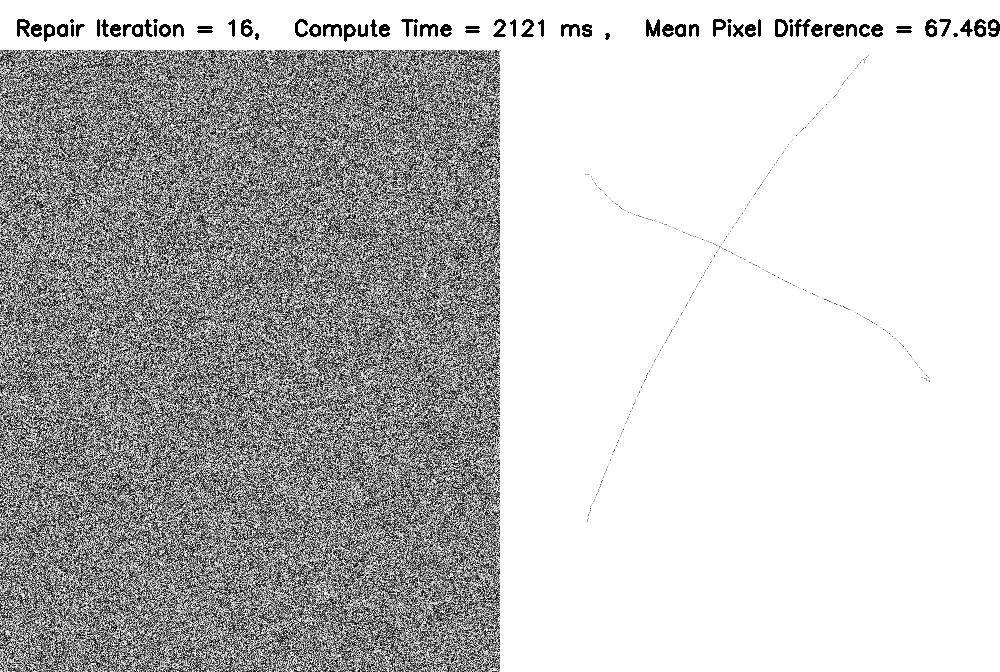 Repair Iteration = 16,   Compute Time = 2121 ms ,   Mean Pixel Difference = 67.469